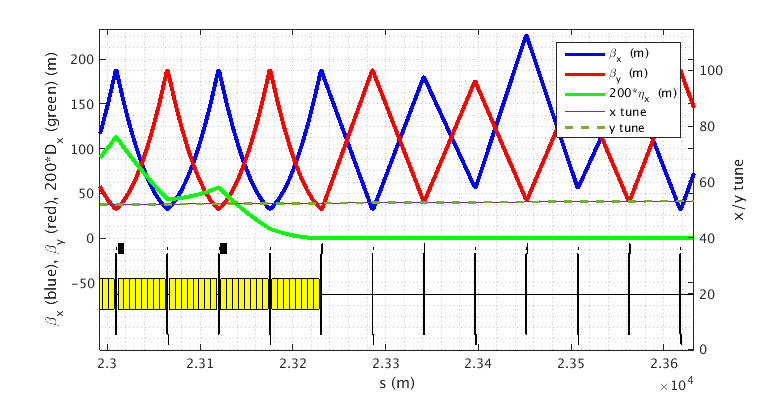 200
150
100
50
0
-50
β_x (blue), β_y (red), 200*D_x (green) (m)
β_x (m)
β_y (m)
200*η_x (m)
x tune
y tune
100
80
60
40
20
0
x/y tune
2.3 2.31 2.32 2.33 2.34 2.35 2.36
s (m)
×10^4